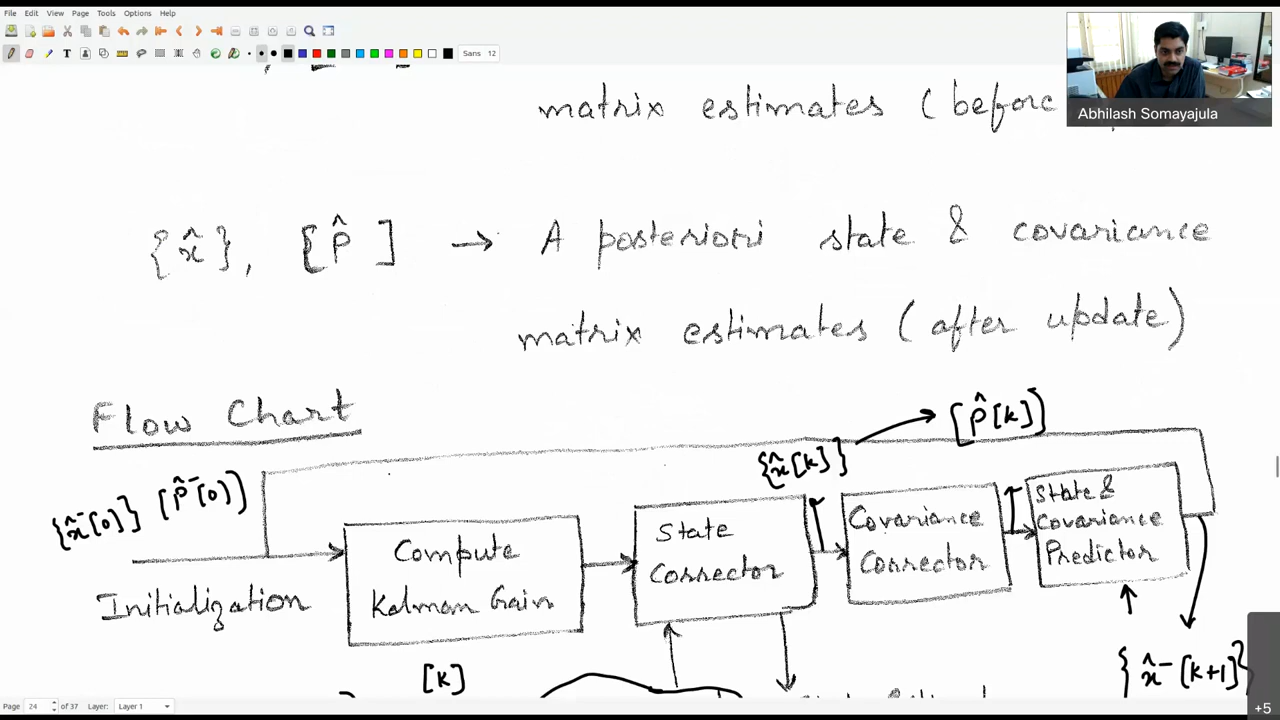 File Edit View Page Tools Options Help
Sans 12
Abhilash Somayajula
matrix estimates (before
{x̂}, [P̂] → A posteriori state & covariance
matrix estimates (after update)
Flow Chart
[P̂[k]]
{x̂[k]}
{x̂⁻[0]} [P̂⁻[0]]
Initialization
Compute
Kalman Gain
State
Corrector
Covariance
Corrector
State &
Covariance
Predictor
[k]
{x̂⁻[k+1]}
Page 24 of 37 Layer: Layer 1
+5